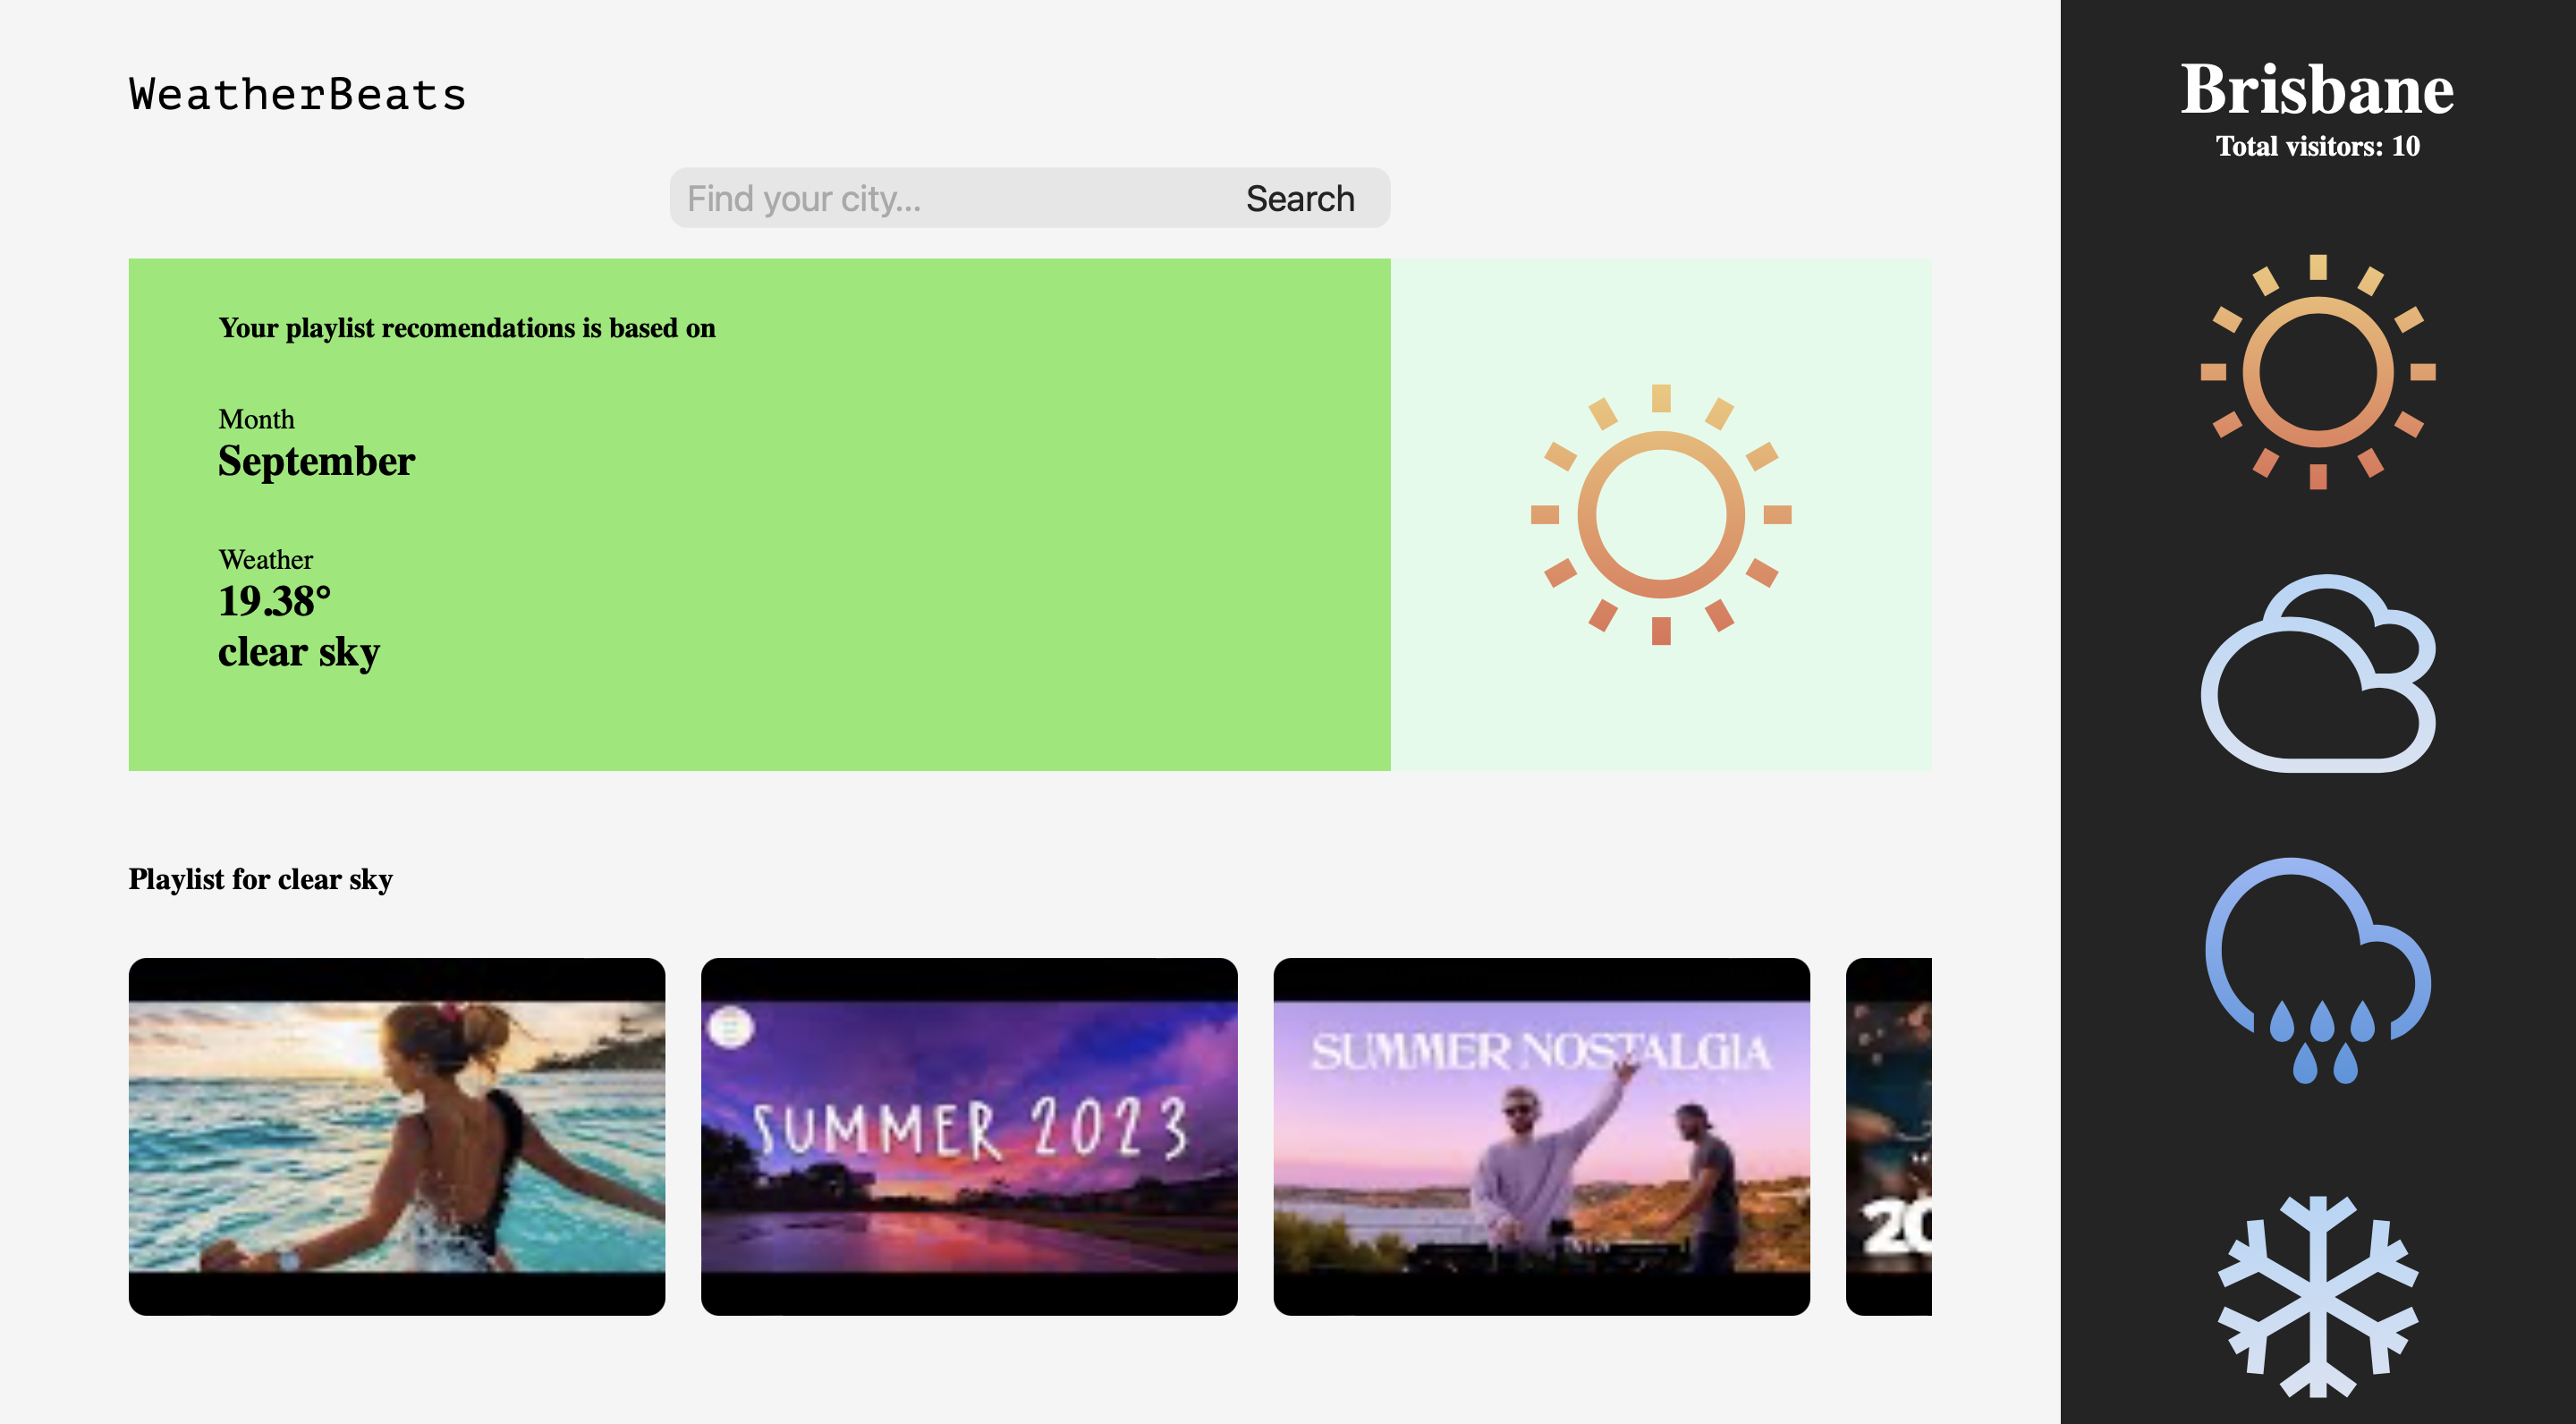 WeatherBeats
Find your city...
Search
Your playlist recomendations is based on
Month
September
Weather
19.38°
clear sky
Playlist for clear sky
SUMMER 2023
SUMMER NOSTALGIA
20
Brisbane
Total visitors: 10